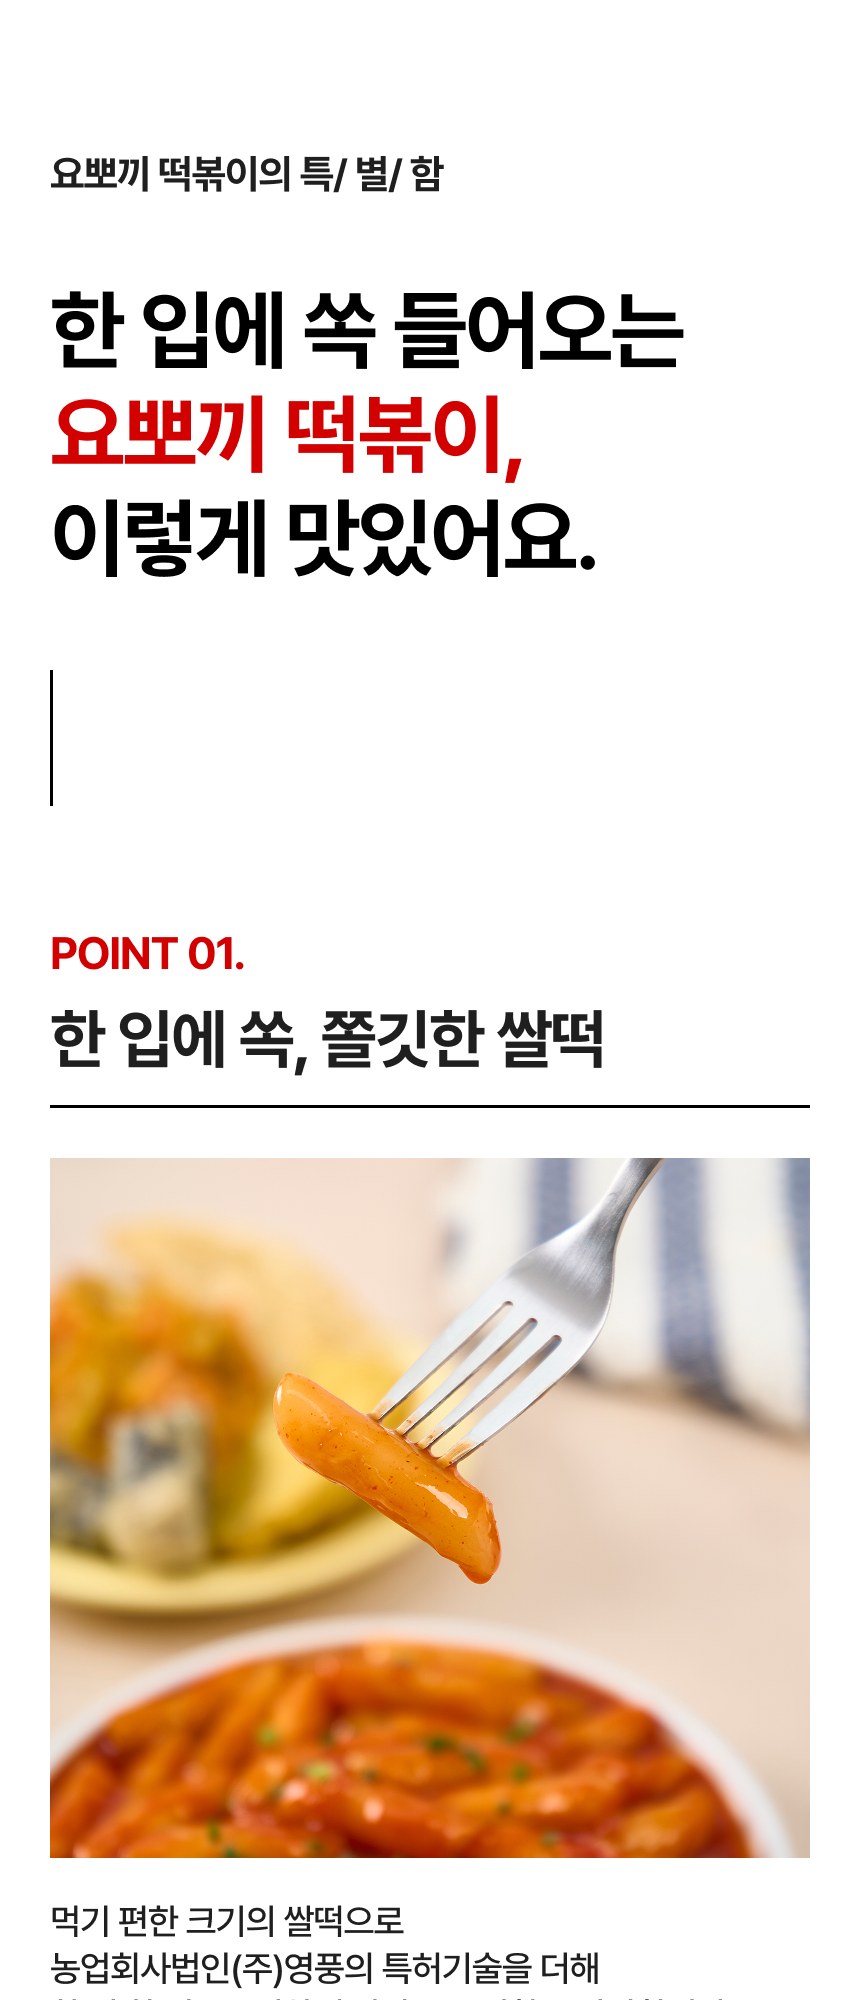 요뽀끼 떡볶이의 특/ 별/ 함
한 입에 쏙 들어오는
요뽀끼 떡볶이,
이렇게 맛있어요.
POINT 01.
한 입에 쏙, 쫄깃한 쌀떡
먹기 편한 크기의 쌀떡으로
농업회사법인(주)영풍의 특허기술을 더해